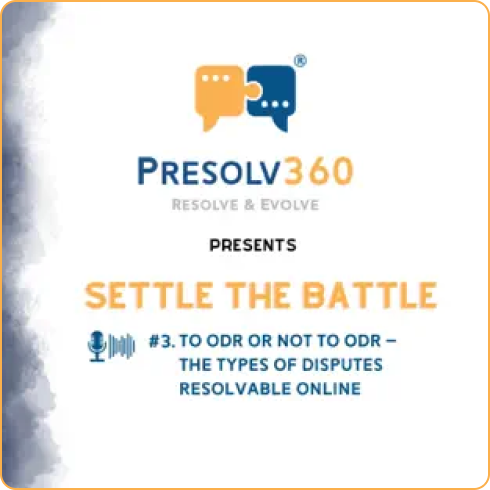 ®
PRESOLV360
RESOLVE & EVOLVE
PRESENTS
SETTLE THE BATTLE
#3. TO ODR OR NOT TO ODR –
THE TYPES OF DISPUTES
RESOLVABLE ONLINE